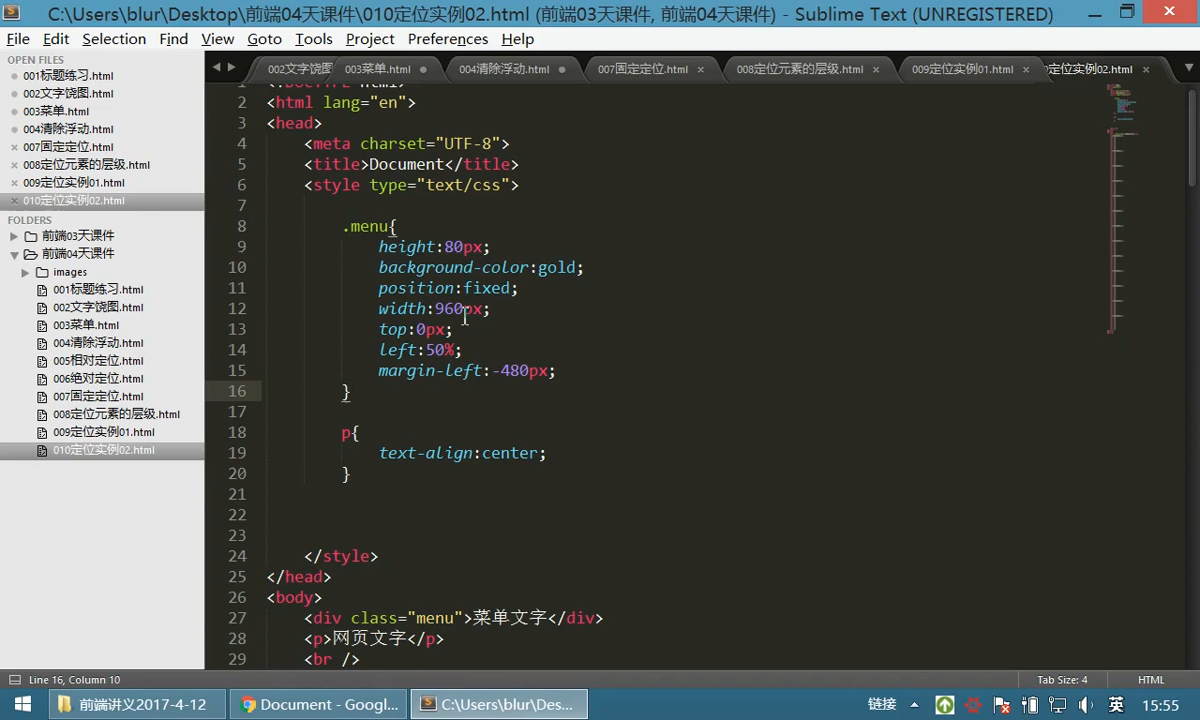 C:\Users\blur\Desktop\前端04天课件\010定位实例02.html (前端03天课件, 前端04天课件) - Sublime Text (UNREGISTERED)
File Edit Selection Find View Goto Tools Project Preferences Help
OPEN FILES
001标题练习.html
002文字饶图.html
003菜单.html
004清除浮动.html
007固定定位.html
008定位元素的层级.html
009定位实例01.html
010定位实例02.html
FOLDERS
前端03天课件
前端04天课件
images
001标题练习.html
002文字饶图.html
003菜单.html
004清除浮动.html
005相对定位.html
006绝对定位.html
007固定定位.html
008定位元素的层级.html
009定位实例01.html
010定位实例02.html
002文字饶图 003菜单.html 004清除浮动.html 007固定定位.html 008定位元素的层级.html 009定位实例01.html 定位实例02.html
2 <html lang="en">
3 <head>
4 <meta charset="UTF-8">
5 <title>Document</title>
6 <style type="text/css">
7
8 .menu{
9 height:80px;
10 background-color:gold;
11 position:fixed;
12 width:960px;
13 top:0px;
14 left:50%;
15 margin-left:-480px;
16 }
17
18 p{
19 text-align:center;
20 }
21
22
23
24 </style>
25 </head>
26 <body>
27 <div class="menu">菜单文字</div>
28 <p>网页文字</p>
29 <br />
Line 16, Column 10 Tab Size: 4 HTML
前端讲义2017-4-12 Document - Googl... C:\Users\blur\Des... 链接 英 15:55